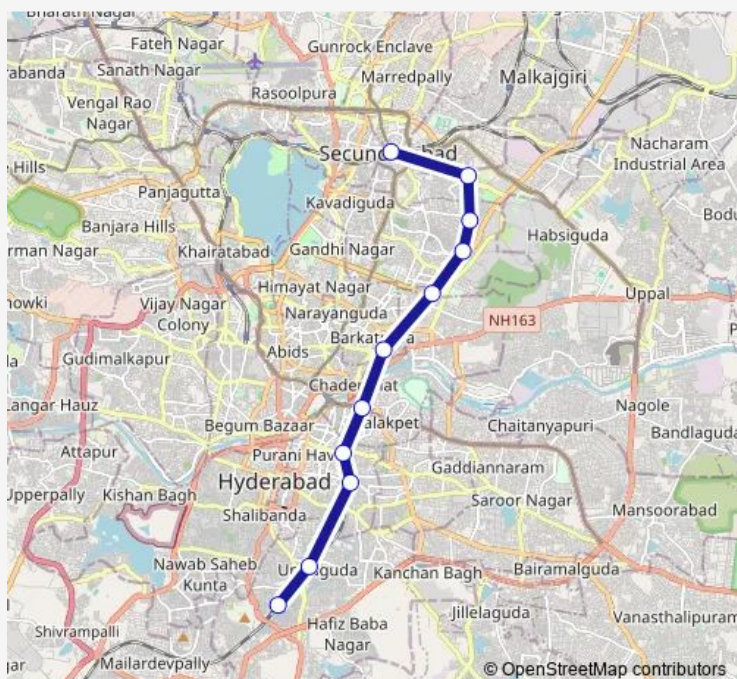 Bharath Nagar
Fateh Nagar
Gunrock Enclave
Sanath Nagar
Marredpally
Malkajgiri
Rasoolpura
Vengal Rao
Nagar
Nacharam
Industrial Area
Hills
Panjagutta
Kavadiguda
Banjara Hills
Habsiguda
Khairatabad
Gandhi Nagar
Himayat Nagar
Uppal
Vijay Nagar
Colony
Narayanguda
NH163
Gudimalkapur
Abids
Langar Hauz
Nagole
Begum Bazaar
Chaitanyapuri
Bandlaguda
Attapur
Gaddiannaram
Upperpally
Kishan Bagh
Hyderabad
Saroor Nagar
Mansoorabad
Shalibanda
Nawab Saheb
Kunta
Kanchan Bagh
Bairamalguda
Hafiz Baba
Nagar
Jillelaguda
Vanasthalipuram
Shivrampalli
Mailardevpally
© OpenStreetMap contributors